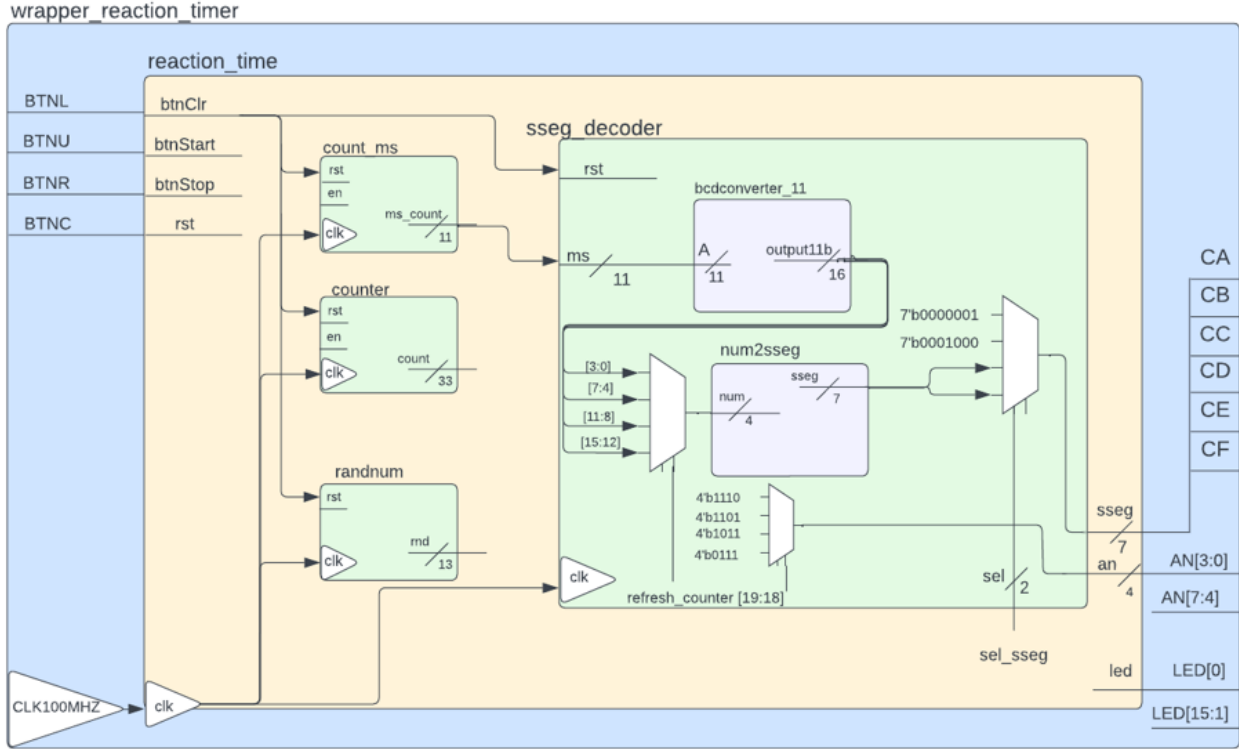 wrapper_reaction_timer
reaction_time
BTNL
btnClr
BTNU
btnStart
BTNR
btnStop
BTNC
rst
count_ms
rst
en
clk
ms_count
11
counter
rst
en
clk
count
33
randnum
rst
clk
rnd
13
CLK100MHZ
clk
sseg_decoder
rst
ms
11
bcdconverter_11
A
11
output11b
16
[3:0]
[7:4]
[11:8]
[15:12]
num2sseg
num
4
sseg
7
7'b0000001
7'b0001000
4'b1110
4'b1101
4'b1011
4'b0111
clk
refresh_counter [19:18]
sel
2
sel_sseg
sseg
7
an
4
led
CA
CB
CC
CD
CE
CF
AN[3:0]
AN[7:4]
LED[0]
LED[15:1]